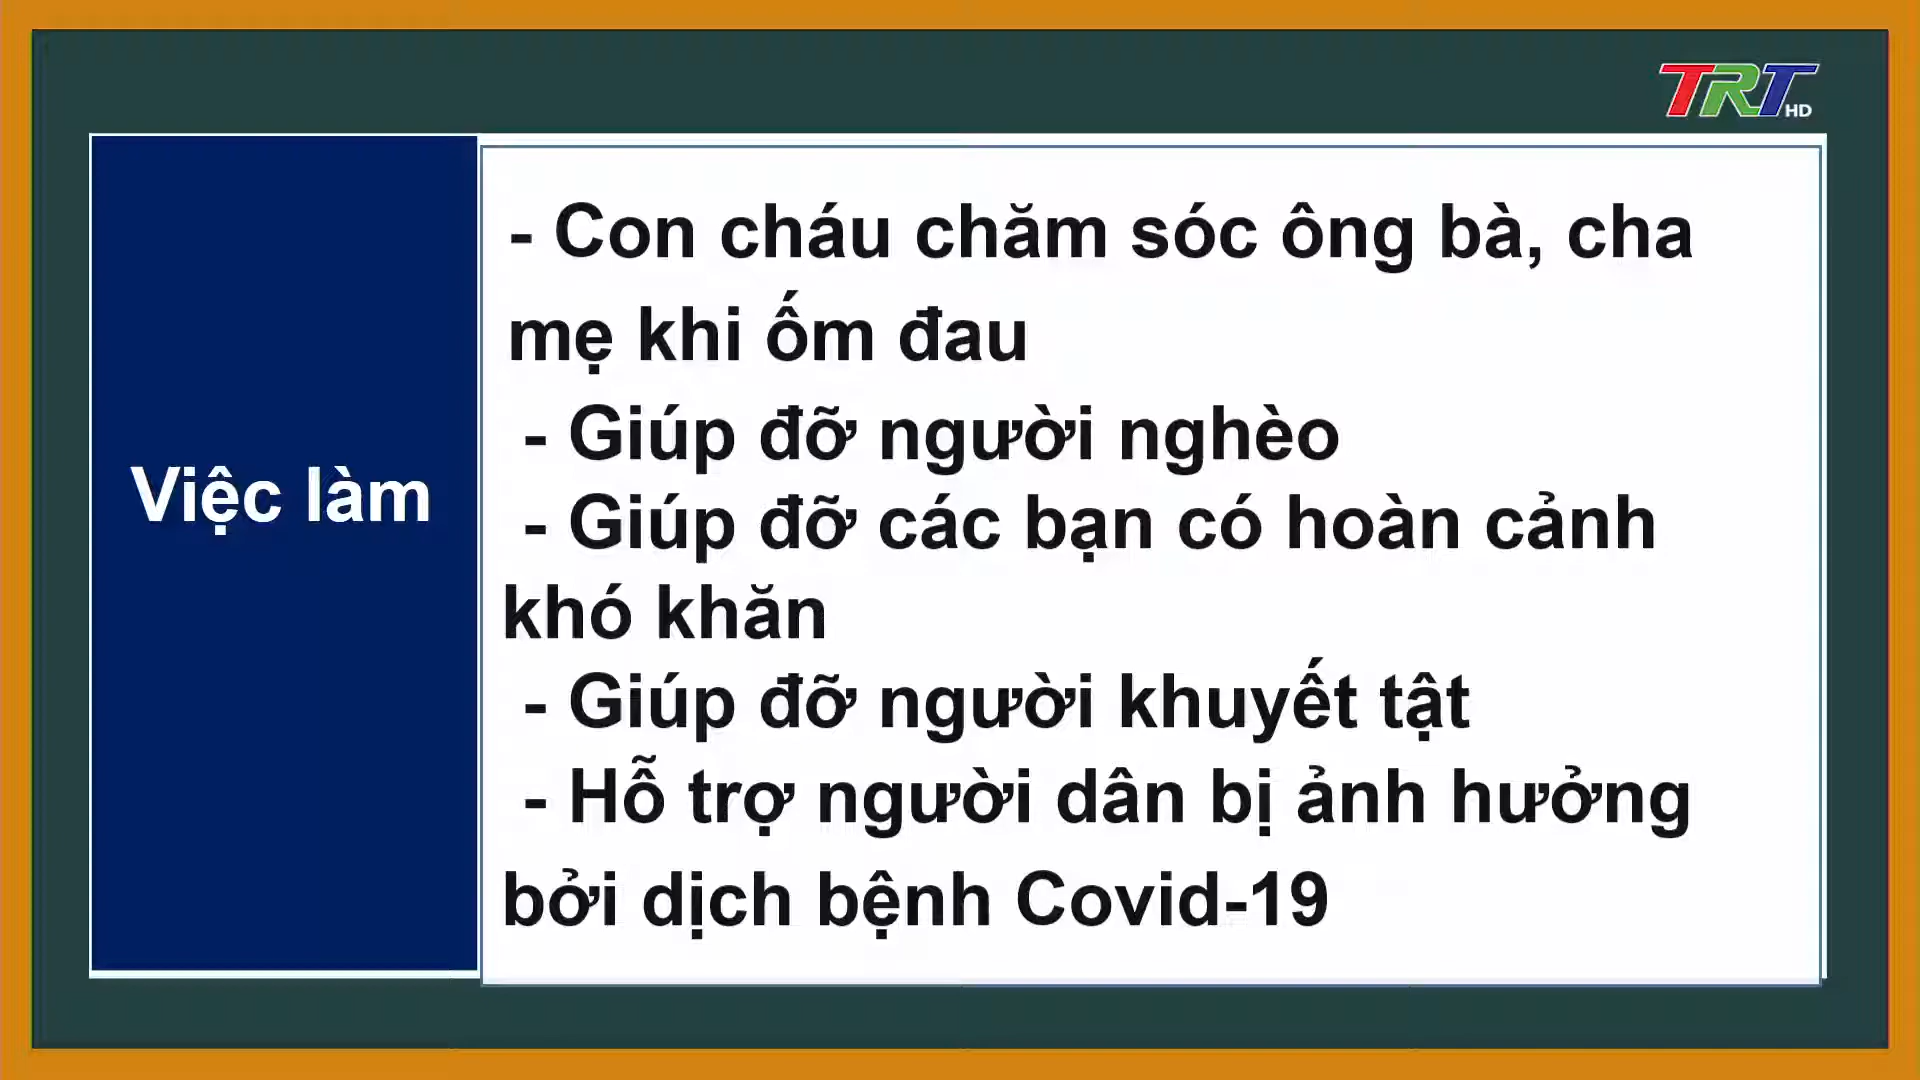 TRT HD
Việc làm
- Con cháu chăm sóc ông bà, cha
mẹ khi ốm đau
- Giúp đỡ người nghèo
- Giúp đỡ các bạn có hoàn cảnh
khó khăn
- Giúp đỡ người khuyết tật
- Hỗ trợ người dân bị ảnh hưởng
bởi dịch bệnh Covid-19